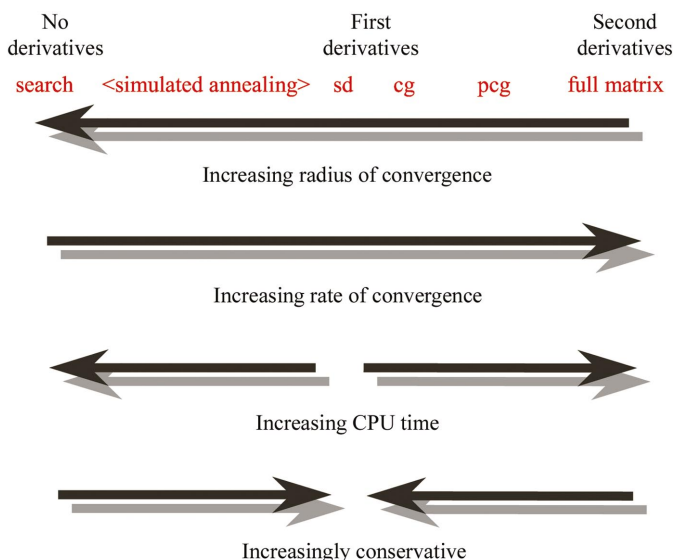 No derivatives
First derivatives
Second derivatives
search <simulated annealing> sd cg pcg full matrix
Increasing radius of convergence
Increasing rate of convergence
Increasing CPU time
Increasingly conservative